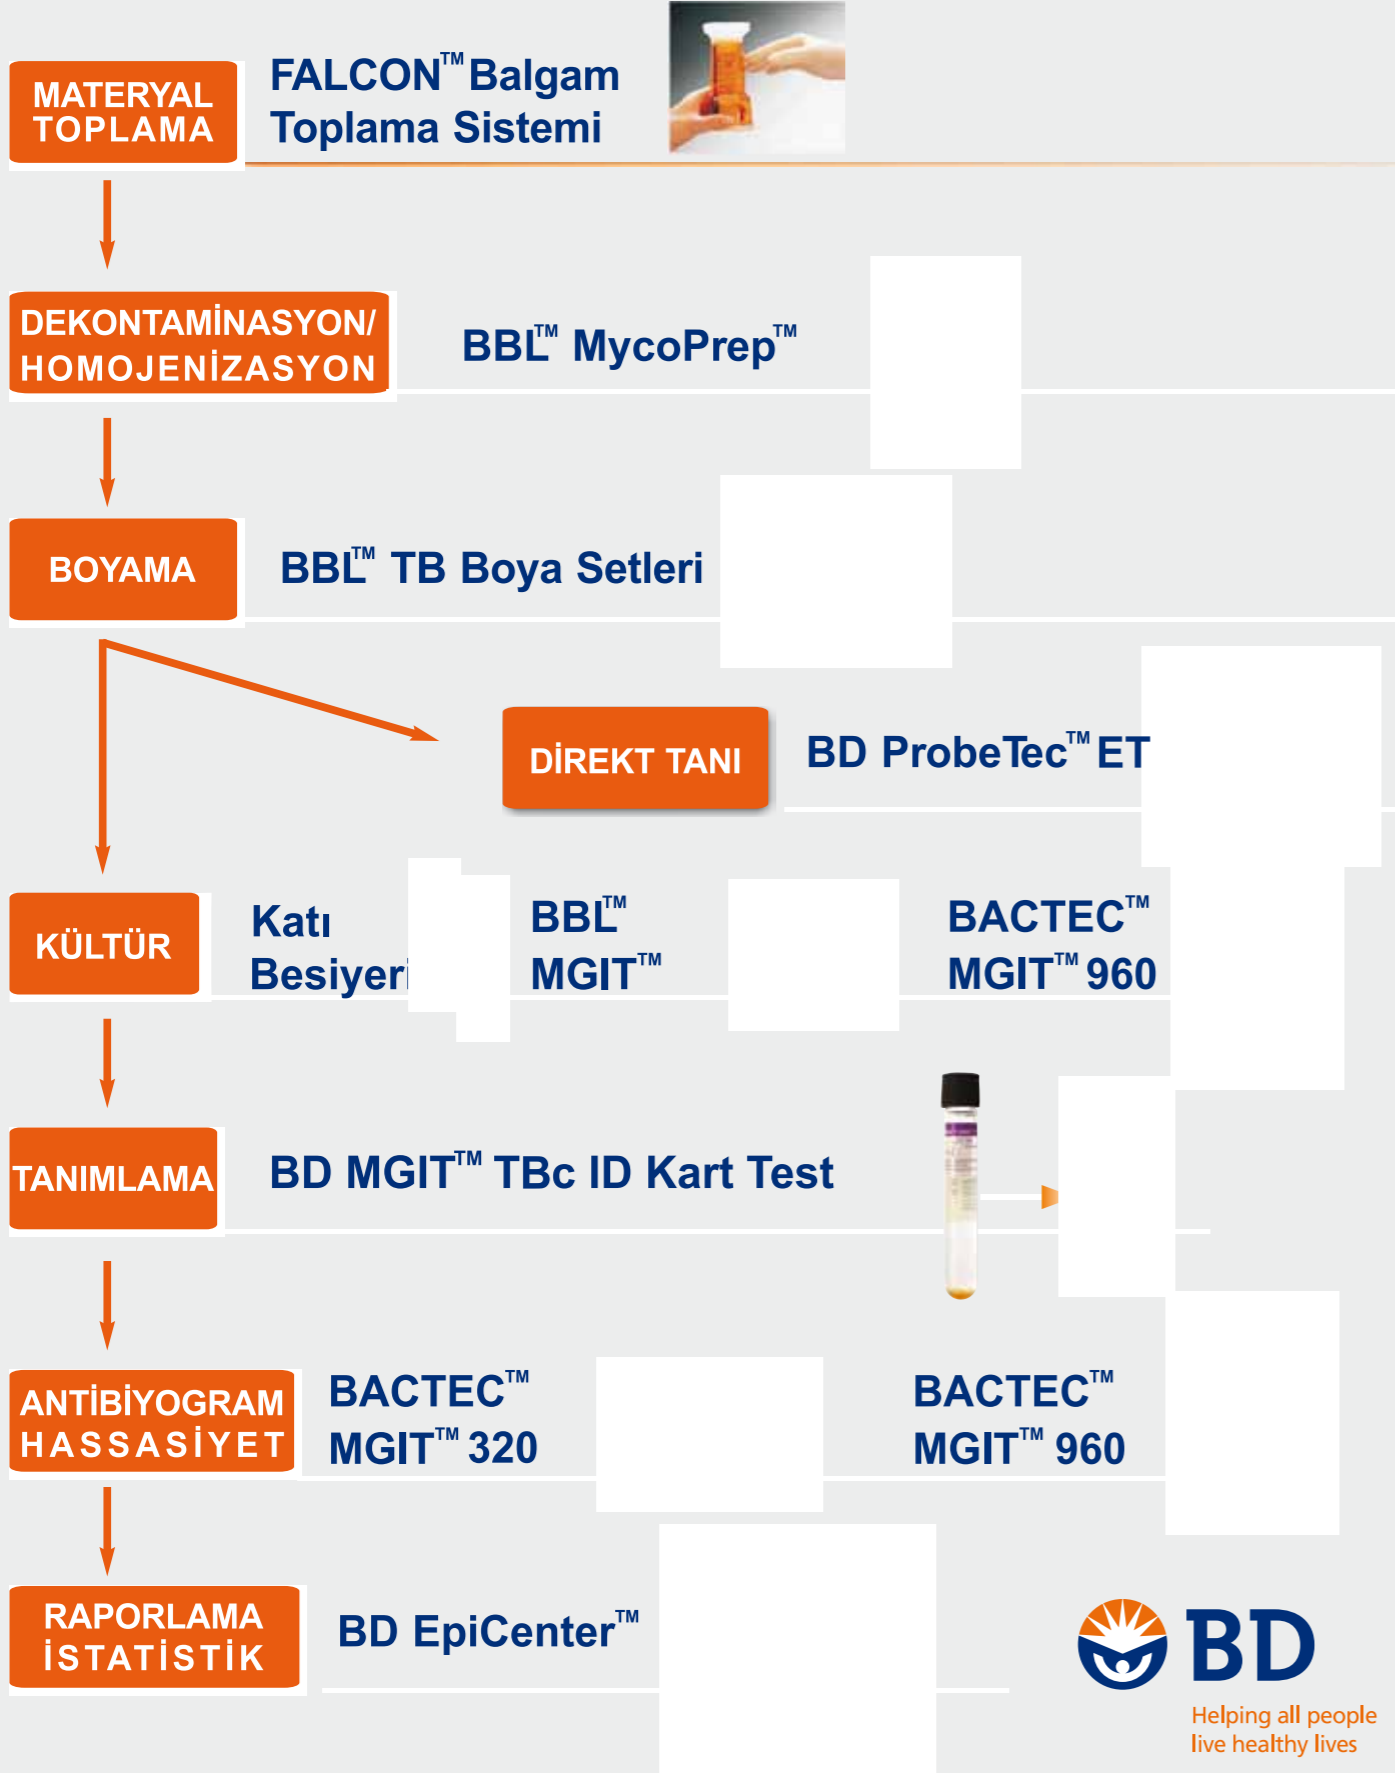 MATERYAL
TOPLAMA
FALCON™ Balgam
Toplama Sistemi
DEKONTAMİNASYON/
HOMOJENİZASYON
BBL™ MycoPrep™
BOYAMA
BBL™ TB Boya Setleri
DİREKT TANI
BD ProbeTec™ ET
KÜLTÜR
Katı
Besiyeri
BBL™
MGIT™
BACTEC™
MGIT™ 960
TANIMLAMA
BD MGIT™ TBc ID Kart Test
ANTİBİYOGRAM
HASSASİYET
BACTEC™
MGIT™ 320
BACTEC™
MGIT™ 960
RAPORLAMA
İSTATİSTİK
BD EpiCenter™
BD
Helping all people
live healthy lives